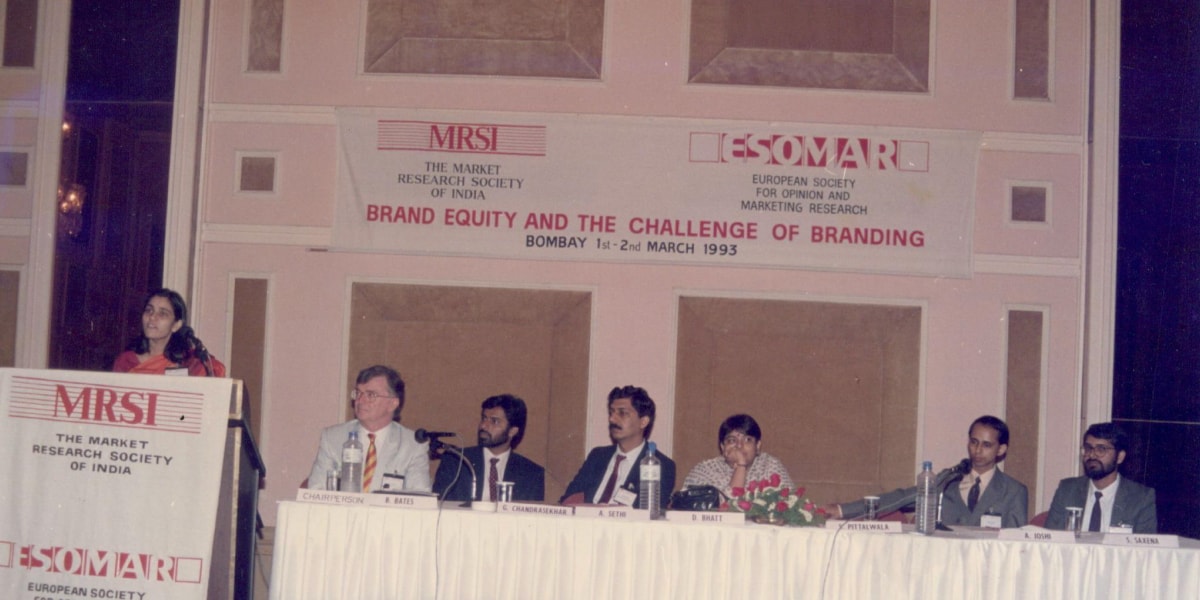 MRSI
THE MARKET
RESEARCH SOCIETY
OF INDIA
ESOMAR
EUROPEAN SOCIETY
FOR OPINION AND
MARKETING RESEARCH
BRAND EQUITY AND THE CHALLENGE OF BRANDING
BOMBAY 1st-2nd MARCH 1993
MRSI
THE MARKET
RESEARCH SOCIETY
OF INDIA
ESOMAR
EUROPEAN SOCIETY
CHAIRPERSON
R. BATES
G. CHANDRASEKHAR
A. SETHI
D. BHATT
PITTALWALA
A. JOSHI
S. SAXENA